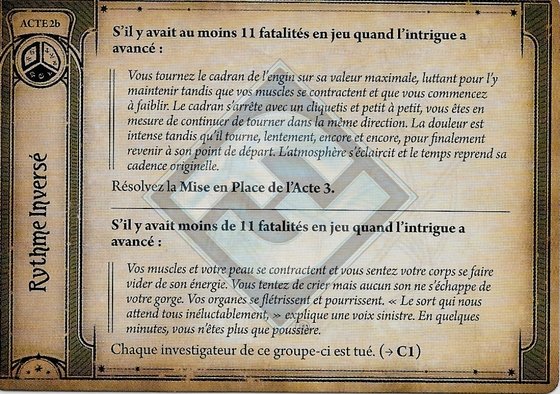 ACTE 2b
Rythme Inversé
S'il y avait au moins 11 fatalités en jeu quand l'intrigue a
avancé :
Vous tournez le cadran de l'engin sur sa valeur maximale, luttant pour l'y
maintenir tandis que vos muscles se contractent et que vous commencez
à faiblir. Le cadran s'arrête avec un cliquetis et petit à petit, vous êtes en
mesure de continuer de tourner dans la même direction. La douleur est
intense tandis qu'il tourne, lentement, encore et encore, pour finalement
revenir à son point de départ. L'atmosphère s'éclaircit et le temps reprend sa
cadence originelle.
Résolvez la Mise en Place de l'Acte 3.
S'il y avait moins de 11 fatalités en jeu quand l'intrigue a
avancé :
Vos muscles et votre peau se contractent et vous sentez votre corps se faire
vider de son énergie. Vous tentez de crier mais aucun son ne s'échappe de
votre gorge. Vos organes se flétrissent et pourrissent. « Le sort qui nous
attend tous inéluctablement, » explique une voix sinistre. En quelques
minutes, vous n'êtes plus que poussière.
Chaque investigateur de ce groupe-ci est tué. (→ C1)